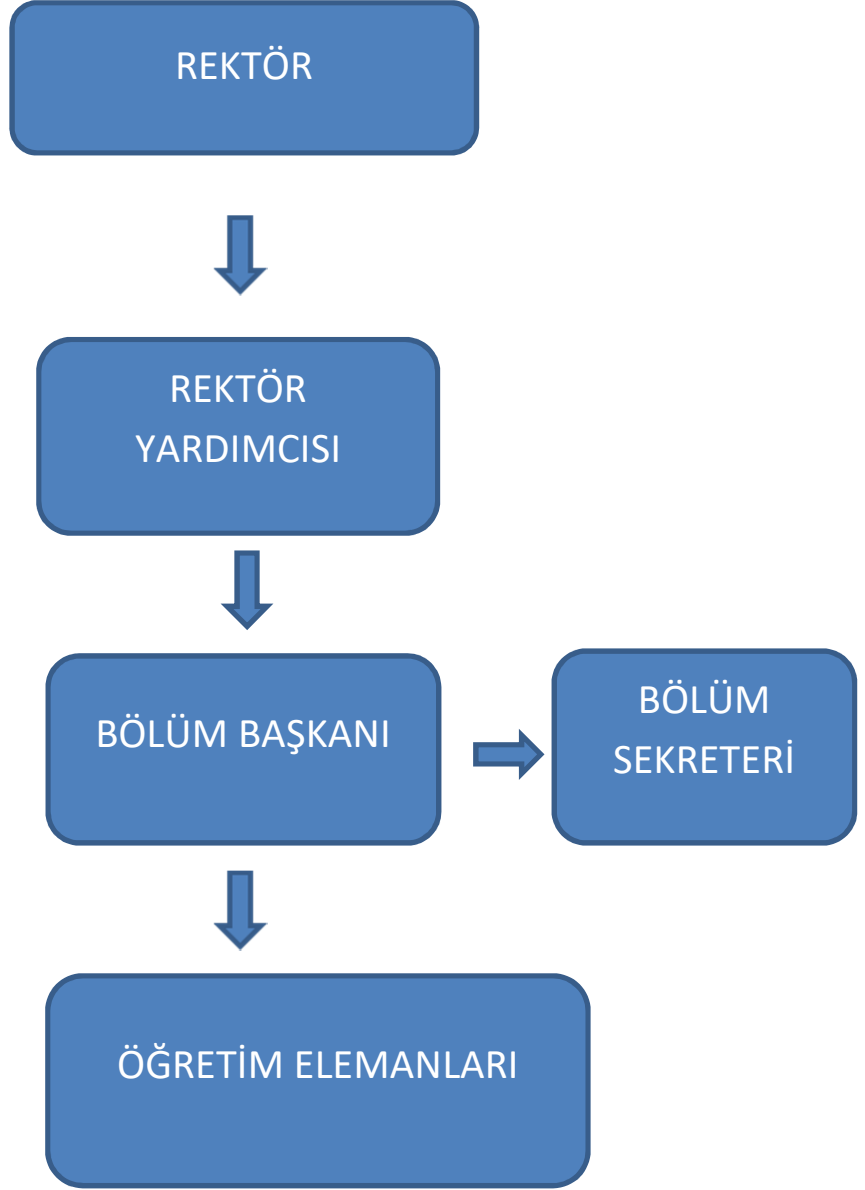 REKTÖR
REKTÖR
YARDIMCISI
BÖLÜM BAŞKANI
BÖLÜM
SEKRETERİ
ÖĞRETİM ELEMANLARI